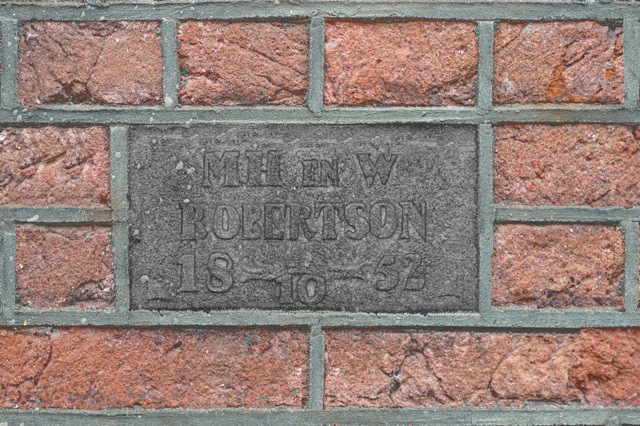 MH EN W
ROBERTSON
18-10-52